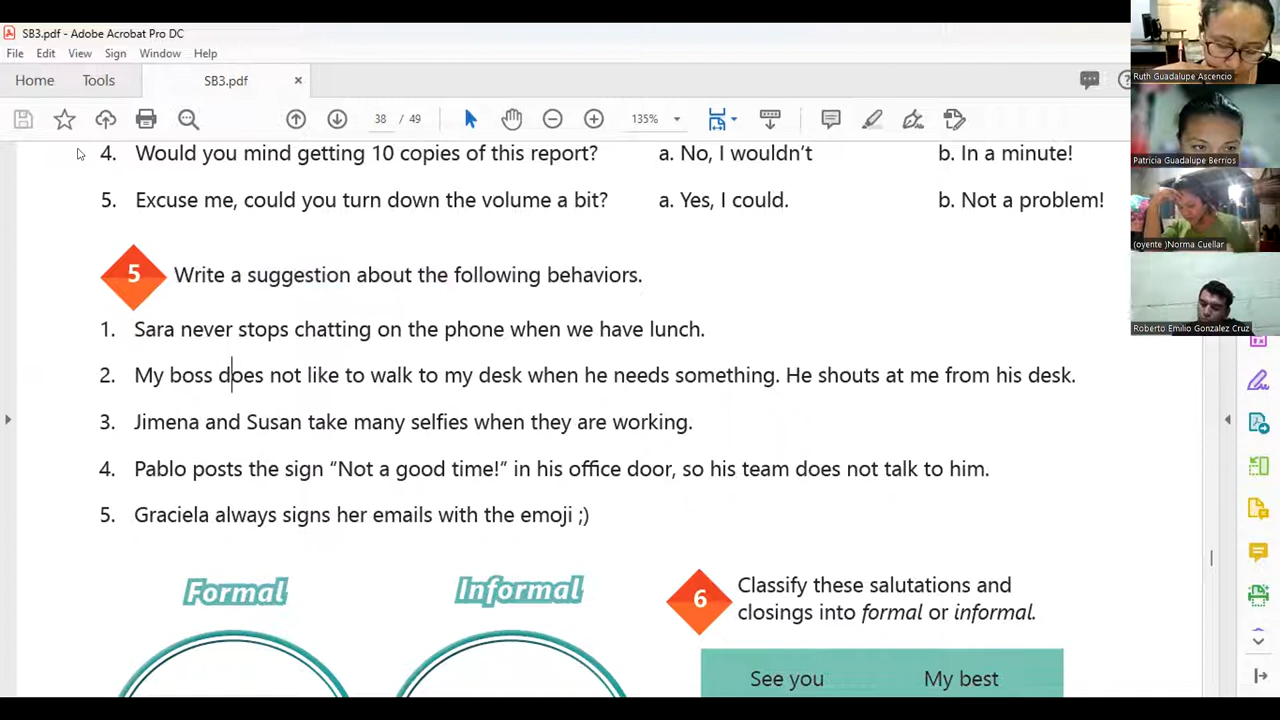 SB3.pdf - Adobe Acrobat Pro DC
File Edit View Sign Window Help
Home Tools SB3.pdf ×
38 / 49 135%
4. Would you mind getting 10 copies of this report? a. No, I wouldn't b. In a minute!
5. Excuse me, could you turn down the volume a bit? a. Yes, I could. b. Not a problem!
5 Write a suggestion about the following behaviors.
1. Sara never stops chatting on the phone when we have lunch.
2. My boss does not like to walk to my desk when he needs something. He shouts at me from his desk.
3. Jimena and Susan take many selfies when they are working.
4. Pablo posts the sign “Not a good time!” in his office door, so his team does not talk to him.
5. Graciela always signs her emails with the emoji ;)
Formal Informal
6 Classify these salutations and
closings into formal or informal.
See you My best
Ruth Guadalupe Ascencio
Patricia Guadalupe Berrios
(oyente )Norma Cuellar
Roberto Emilio Gonzalez Cruz